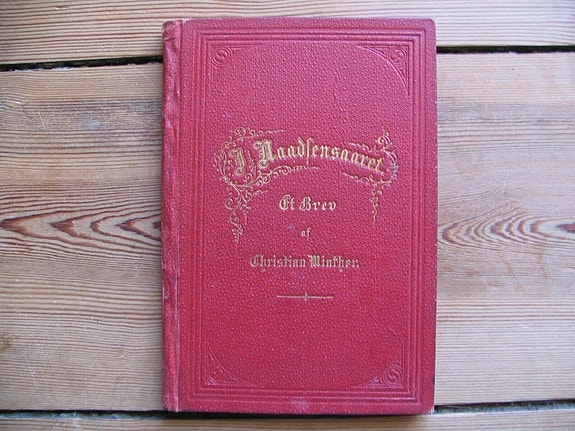 I Naadsensaaret.
Et Brev
af
Christian Winther.